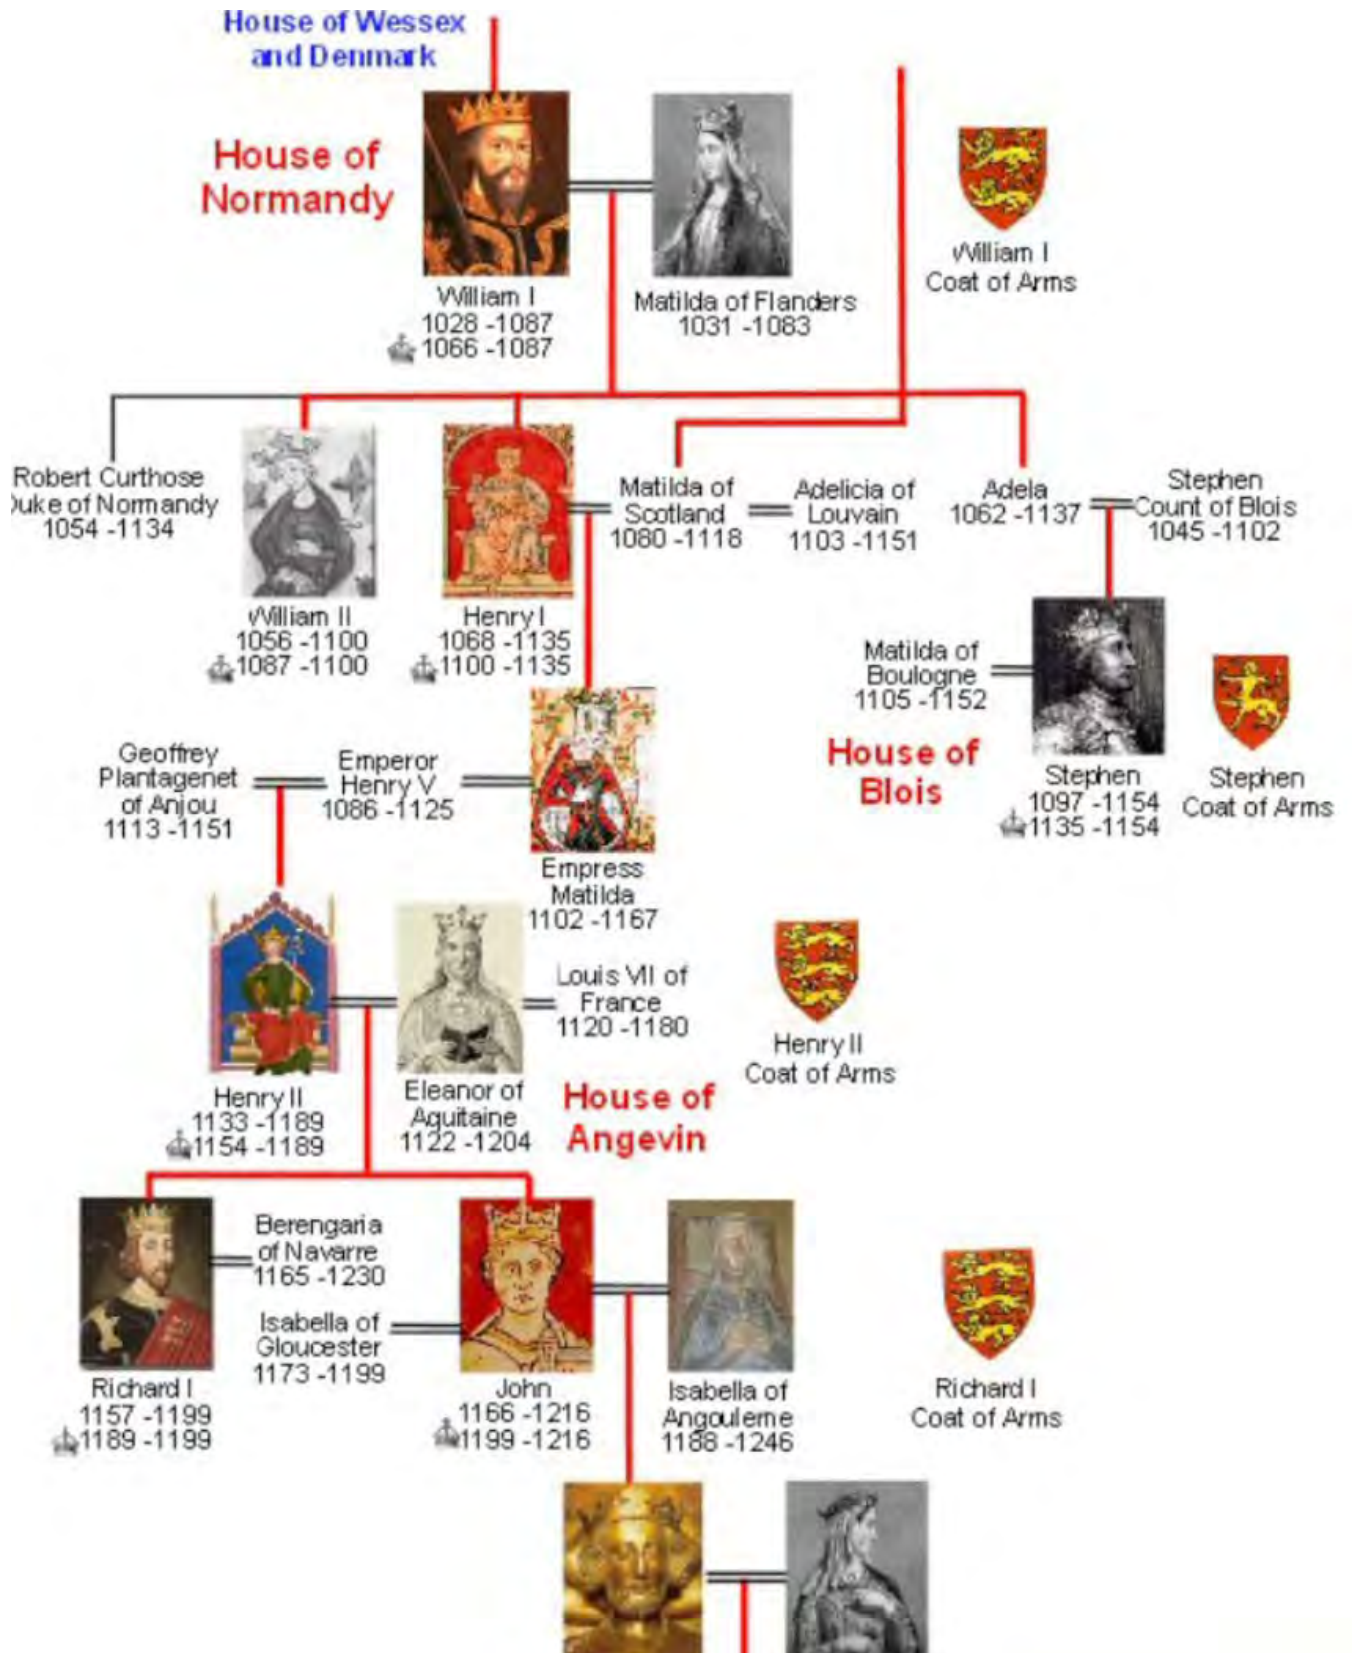 House of Wessex
and Denmark
House of
Normandy
William I
1028 -1087
1066 -1087
Matilda of Flanders
1031 -1083
William I
Coat of Arms
Robert Curthose
Duke of Normandy
1054 -1134
William II
1056 -1100
1087 -1100
Henry I
1068 -1135
1100 -1135
Matilda of
Scotland
1080 -1118
Adelicia of
Louvain
1103 -1151
Adela
1062 -1137
Stephen
Count of Blois
1045 -1102
Matilda of
Boulogne
1105 -1152
House of
Blois
Stephen
1097 -1154
1135 -1154
Stephen
Coat of Arms
Geoffrey
Plantagenet
of Anjou
1113 -1151
Emperor
Henry V
1086 -1125
Empress
Matilda
1102 -1167
Henry II
1133 -1189
1154 -1189
Eleanor of
Aquitaine
1122 -1204
Louis VII of
France
1120 -1180
House of
Angevin
Henry II
Coat of Arms
Richard I
1157 -1199
1189 -1199
Berengaria
of Navarre
1165 -1230
Isabella of
Gloucester
1173 -1199
John
1166 -1216
1199 -1216
Isabella of
Angouleme
1188 -1246
Richard I
Coat of Arms